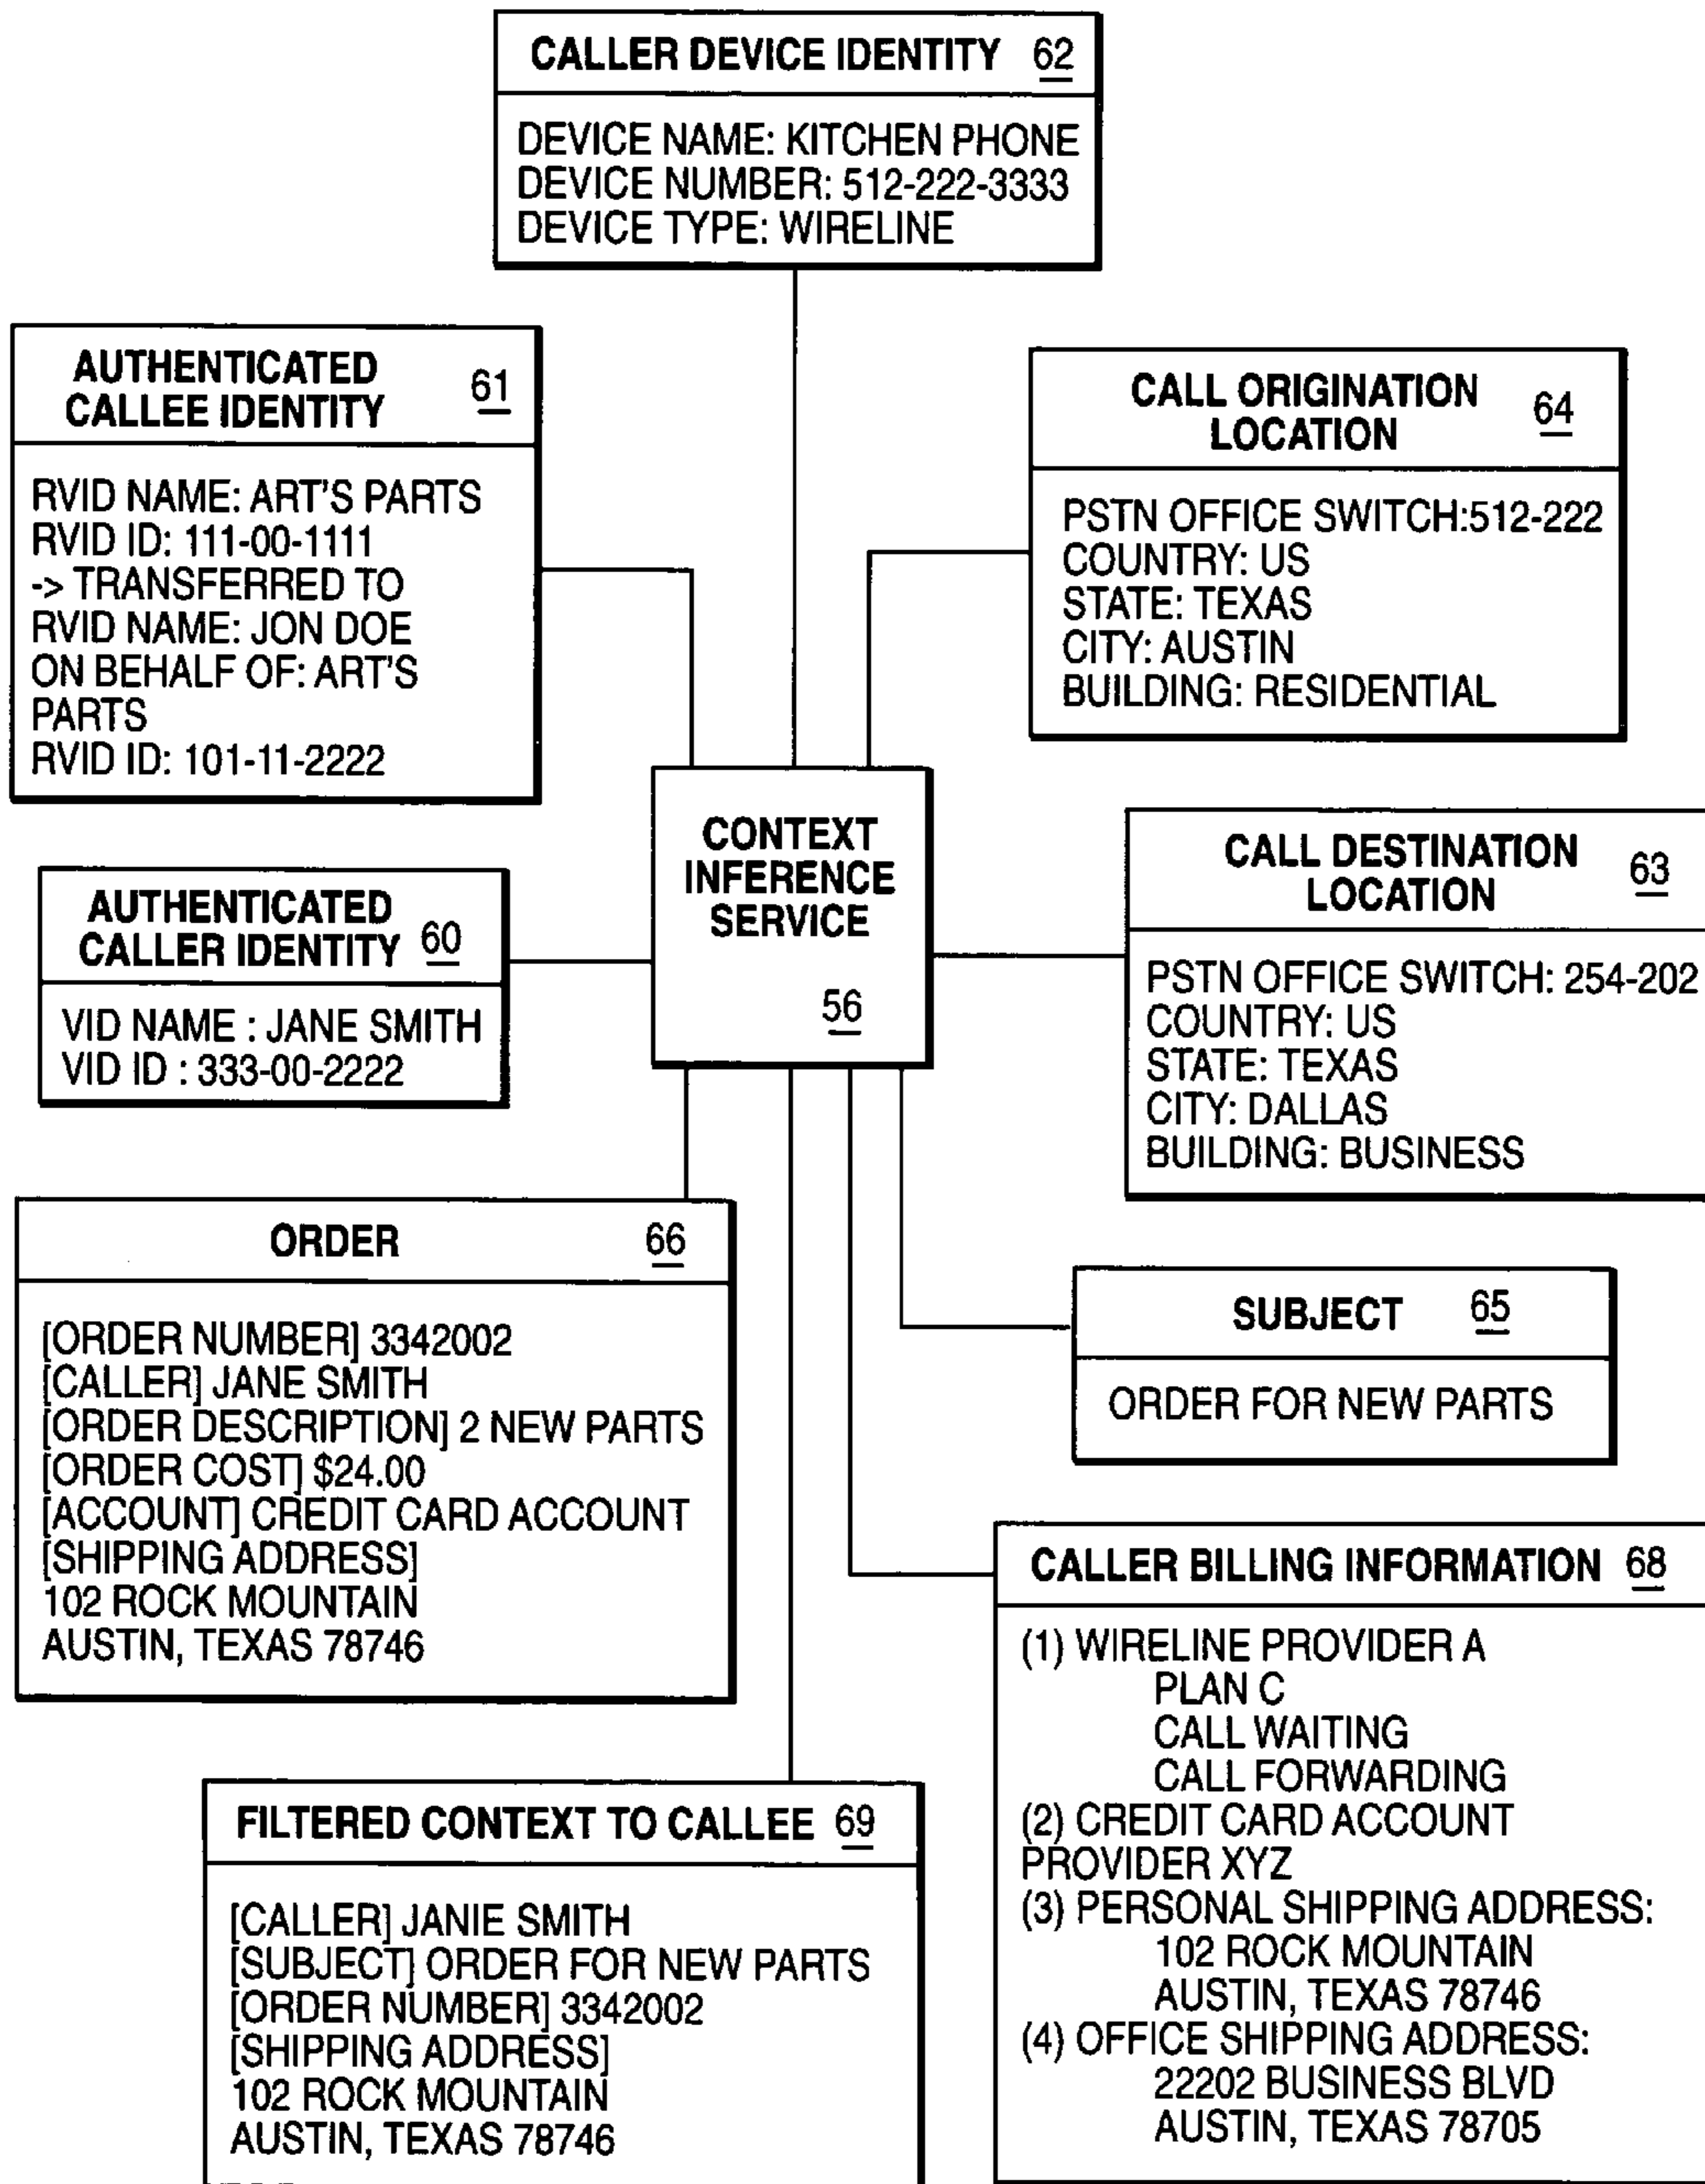 CALLER DEVICE IDENTITY 62
DEVICE NAME: KITCHEN PHONE
DEVICE NUMBER: 512-222-3333
DEVICE TYPE: WIRELINE
AUTHENTICATED
CALLEE IDENTITY
61
RVID NAME: ART'S PARTS
RVID ID: 111-00-1111
-> TRANSFERRED TO
RVID NAME: JON DOE
ON BEHALF OF: ART'S
PARTS
RVID ID: 101-11-2222
CALL ORIGINATION
LOCATION
64
PSTN OFFICE SWITCH:512-222
COUNTRY: US
STATE: TEXAS
CITY: AUSTIN
BUILDING: RESIDENTIAL
CONTEXT
INFERENCE
SERVICE
56
AUTHENTICATED
CALLER IDENTITY
60
VID NAME : JANE SMITH
VID ID : 333-00-2222
CALL DESTINATION
LOCATION
63
PSTN OFFICE SWITCH: 254-202
COUNTRY: US
STATE: TEXAS
CITY: DALLAS
BUILDING: BUSINESS
ORDER 66
[ORDER NUMBER] 3342002
[CALLER] JANE SMITH
[ORDER DESCRIPTION] 2 NEW PARTS
[ORDER COST] $24.00
[ACCOUNT] CREDIT CARD ACCOUNT
[SHIPPING ADDRESS]
102 ROCK MOUNTAIN
AUSTIN, TEXAS 78746
SUBJECT 65
ORDER FOR NEW PARTS
CALLER BILLING INFORMATION 68
(1) WIRELINE PROVIDER A
PLAN C
CALL WAITING
CALL FORWARDING
(2) CREDIT CARD ACCOUNT
PROVIDER XYZ
(3) PERSONAL SHIPPING ADDRESS:
102 ROCK MOUNTAIN
AUSTIN, TEXAS 78746
(4) OFFICE SHIPPING ADDRESS:
22202 BUSINESS BLVD
AUSTIN, TEXAS 78705
FILTERED CONTEXT TO CALLEE 69
[CALLER] JANIE SMITH
[SUBJECT] ORDER FOR NEW PARTS
[ORDER NUMBER] 3342002
[SHIPPING ADDRESS]
102 ROCK MOUNTAIN
AUSTIN, TEXAS 78746